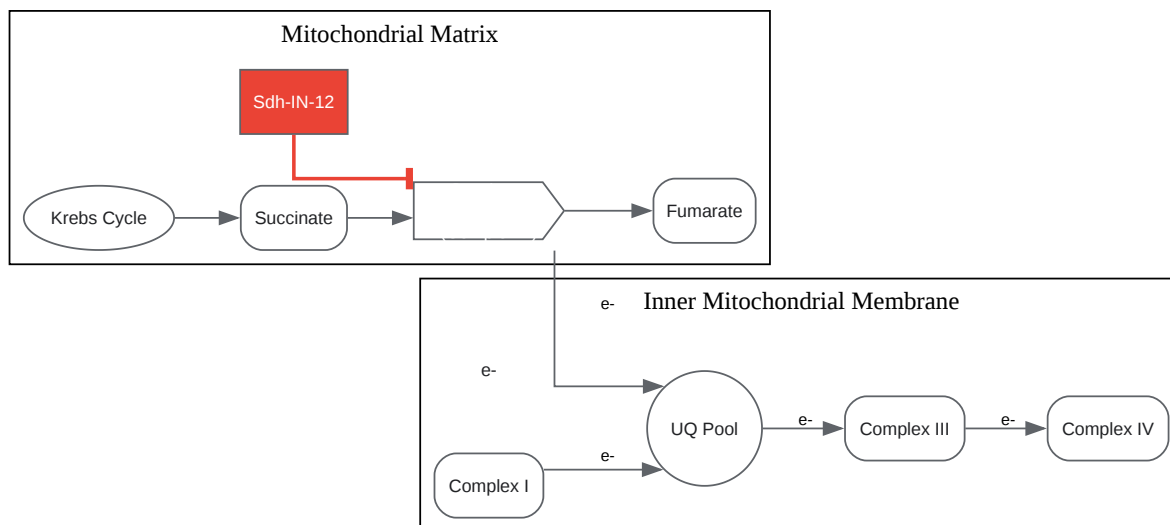 Mitochondrial Matrix
Sdh-IN-12
Krebs Cycle
Succinate
Fumarate
Inner Mitochondrial Membrane
e-
e-
UQ Pool
e-
Complex III
e-
Complex IV
e-
Complex I